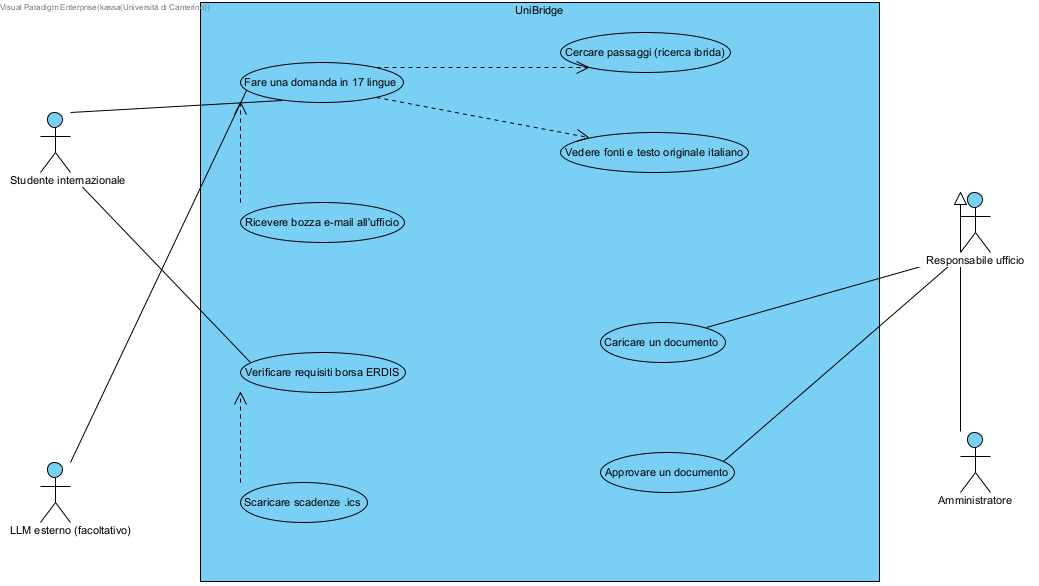 Visual Paradigm Enterprise(kassa(Università di Camerino))
UniBridge
Cercare passaggi (ricerca ibrida)
Fare una domanda in 17 lingue
Vedere fonti e testo originale italiano
Studente internazionale
Ricevere bozza e-mail all'ufficio
Responsabile ufficio
Caricare un documento
Verificare requisiti borsa ERDIS
Approvare un documento
Scaricare scadenze .ics
Amministratore
LLM esterno (facoltativo)